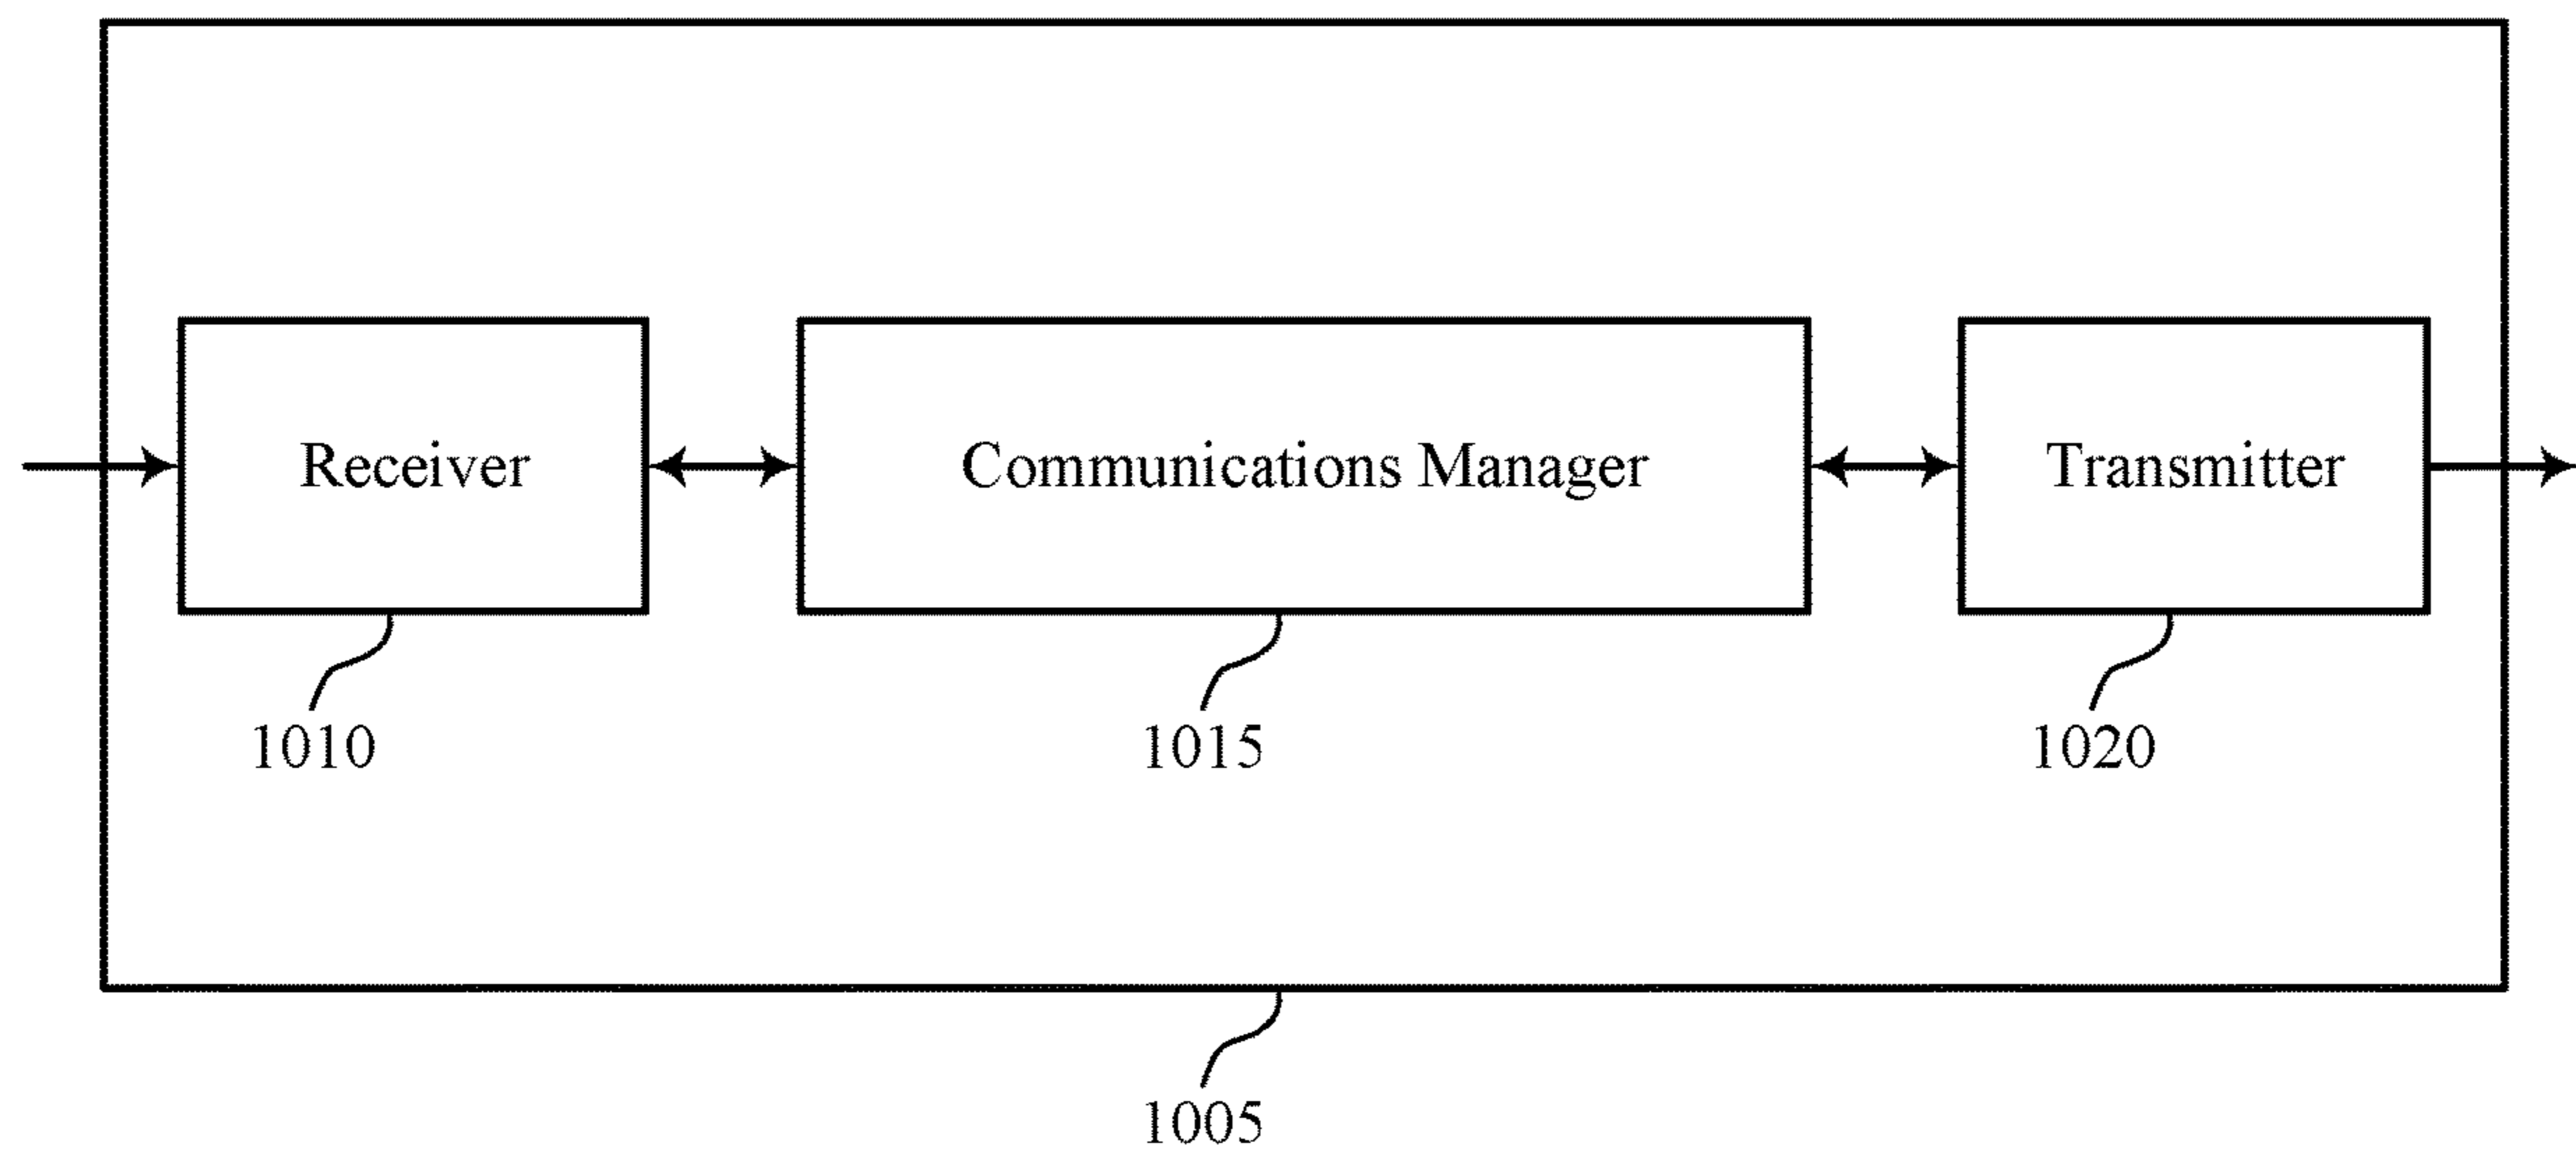 Receiver
Communications Manager
Transmitter
1010
1015
1020
1005